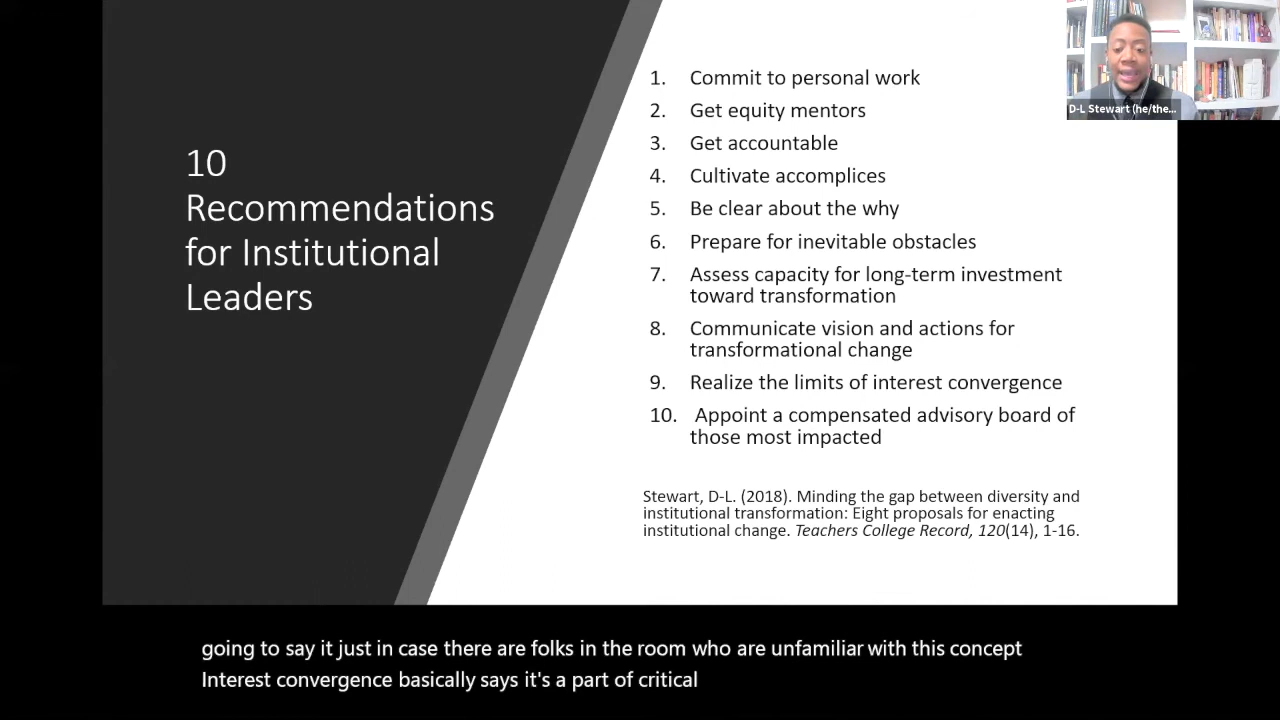 10
Recommendations
for Institutional
Leaders
1. Commit to personal work
2. Get equity mentors
3. Get accountable
4. Cultivate accomplices
5. Be clear about the why
6. Prepare for inevitable obstacles
7. Assess capacity for long-term investment
toward transformation
8. Communicate vision and actions for
transformational change
9. Realize the limits of interest convergence
10. Appoint a compensated advisory board of
those most impacted
Stewart, D-L. (2018). Minding the gap between diversity and
institutional transformation: Eight proposals for enacting
institutional change. Teachers College Record, 120(14), 1-16.
D-L Stewart (he/the...
going to say it just in case there are folks in the room who are unfamiliar with this concept
Interest convergence basically says it's a part of critical